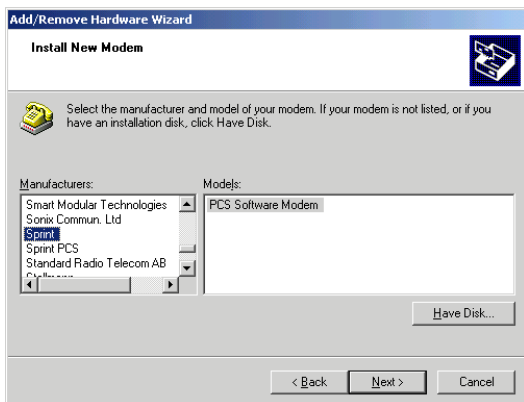 Add/Remove Hardware Wizard
Install New Modem
Select the manufacturer and model of your modem. If your modem is not listed, or if you
have an installation disk, click Have Disk.
Manufacturers:
Smart Modular Technologies
Sonix Commun. Ltd
Sprint
Sprint PCS
Standard Radio Telecom AB
Models:
PCS Software Modem
Have Disk...
< Back
Next >
Cancel